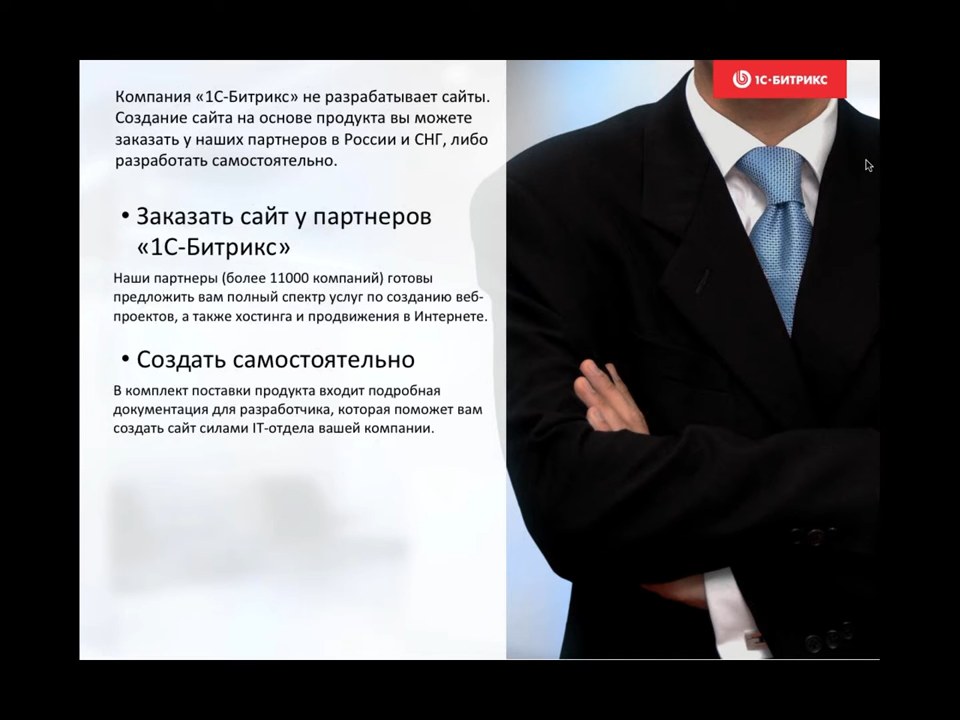 1С-БИТРИКС
Компания «1С-Битрикс» не разрабатывает сайты.
Создание сайта на основе продукта вы можете
заказать у наших партнеров в России и СНГ, либо
разработать самостоятельно.
• Заказать сайт у партнеров
«1С-Битрикс»
Наши партнеры (более 11000 компаний) готовы
предложить вам полный спектр услуг по созданию веб-
проектов, а также хостинга и продвижения в Интернете.
• Создать самостоятельно
В комплект поставки продукта входит подробная
документация для разработчика, которая поможет вам
создать сайт силами IT-отдела вашей компании.